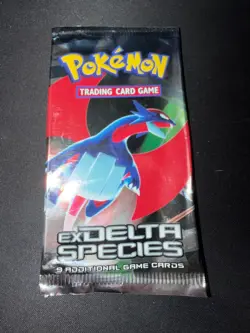 POKéMON
TRADING CARD GAME
EX DELTA
SPECIES
9 ADDITIONAL GAME CARDS